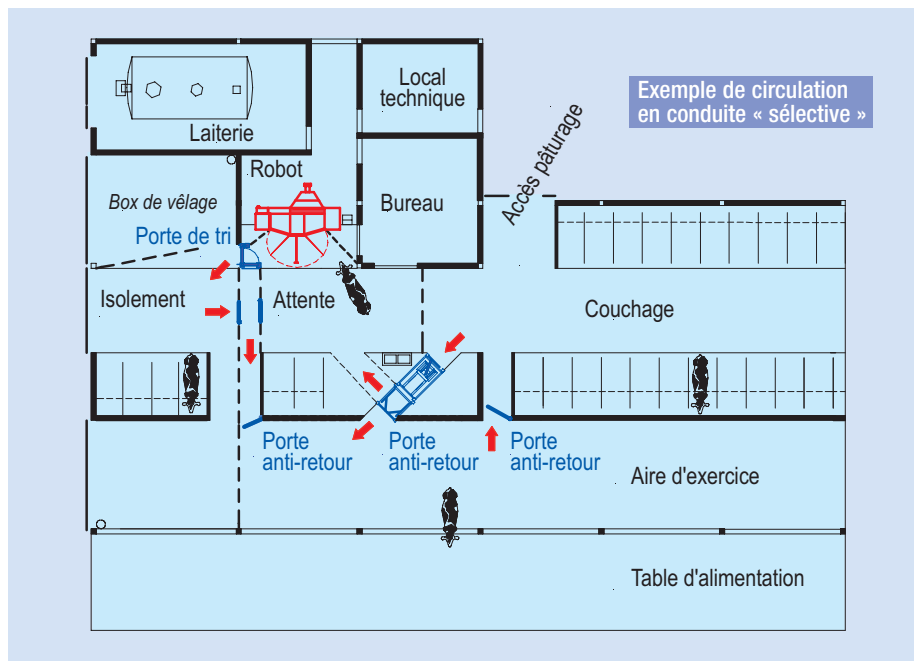 Local
technique
Exemple de circulation
en conduite « sélective »
Laiterie
Robot
Accès pâturage
Box de vêlage
Bureau
Porte de tri
Isolement
Attente
Couchage
Porte
anti-retour
Porte
anti-retour
Porte
anti-retour
Aire d'exercice
Table d'alimentation